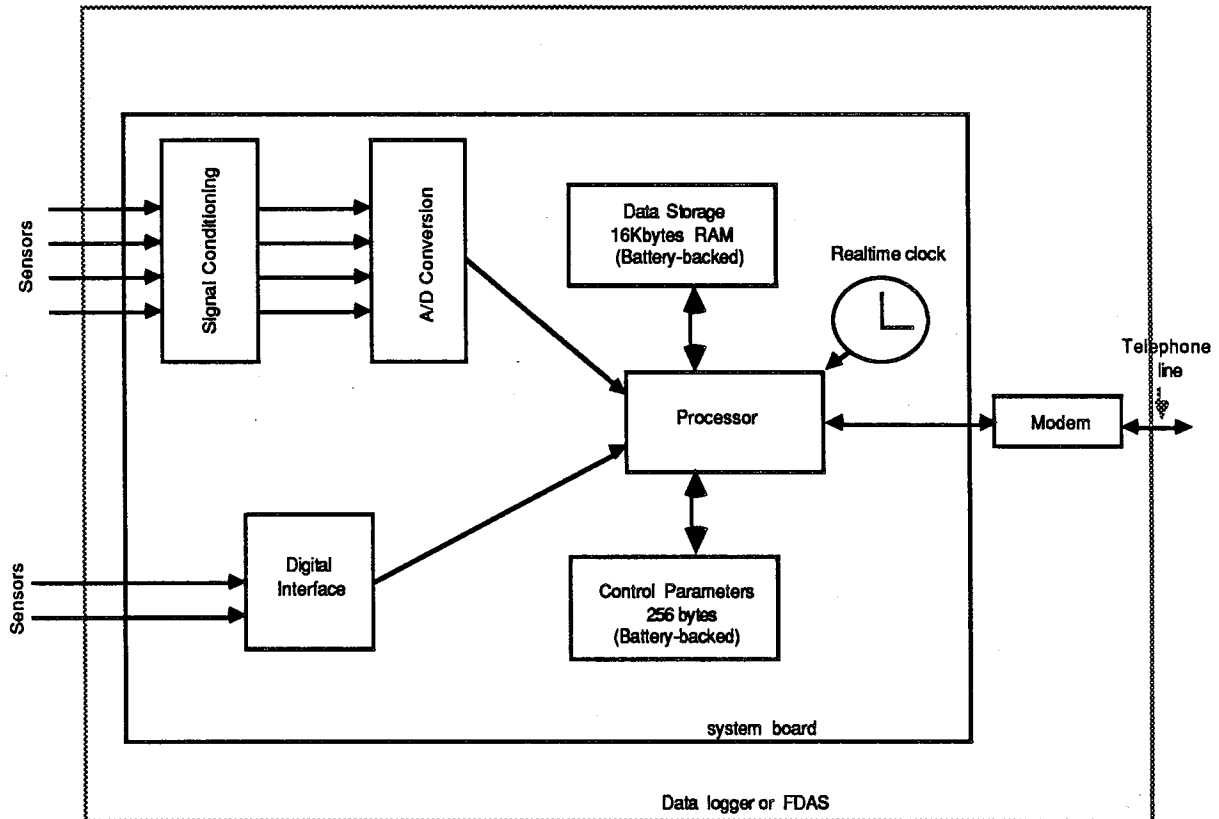 Sensors
Signal Conditioning
A/D Conversion
Data Storage
16Kbytes RAM
(Battery-backed)
Realtime clock
Telephone
line
Processor
Modem
Sensors
Digital
Interface
Control Parameters
256 bytes
(Battery-backed)
system board
Data logger or FDAS